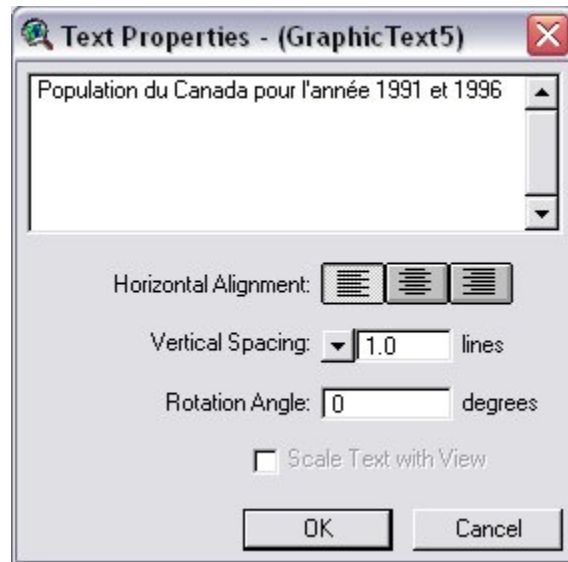 Text Properties - (GraphicText5)
Population du Canada pour l'année 1991 et 1996
Horizontal Alignment:
Vertical Spacing: 1.0 lines
Rotation Angle: 0 degrees
Scale Text with View
OK Cancel